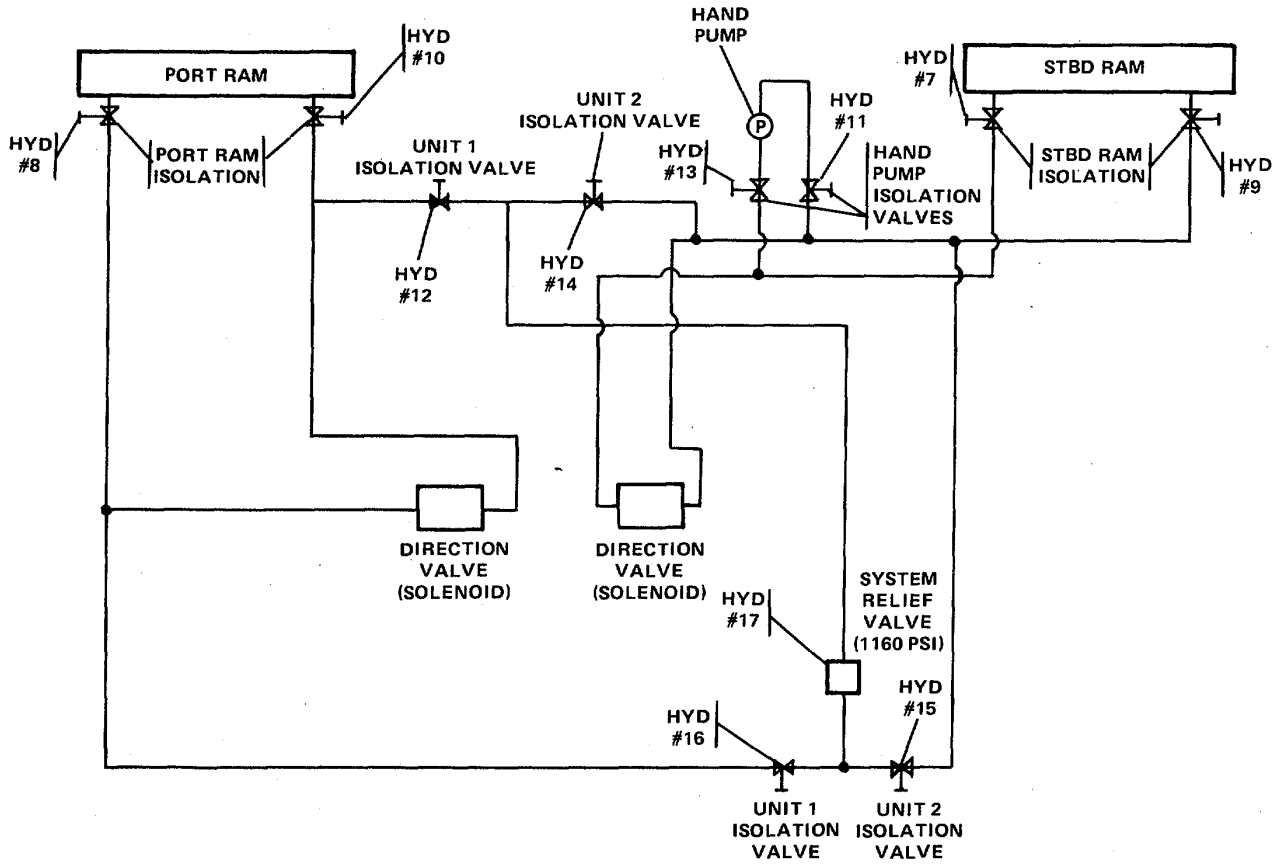 HAND
PUMP
HYD
#10
PORT RAM
HYD
#7
STBD RAM
UNIT 2
ISOLATION VALVE
HYD
#11
HYD
#8
PORT RAM
ISOLATION
UNIT 1
ISOLATION VALVE
HYD
#13
P
HAND
PUMP
ISOLATION
VALVES
STBD RAM
ISOLATION
HYD
#9
HYD
#12
HYD
#14
DIRECTION
VALVE
(SOLENOID)
DIRECTION
VALVE
(SOLENOID)
SYSTEM
RELIEF
VALVE
(1160 PSI)
HYD
#17
HYD
#15
HYD
#16
UNIT 1
ISOLATION
VALVE
UNIT 2
ISOLATION
VALVE